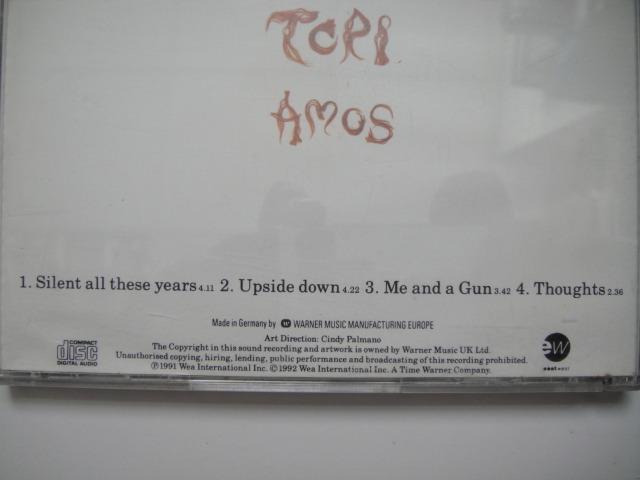 TORI
AMOS
1. Silent all these years 4.11 2. Upside down 4.22 3. Me and a Gun 3.42 4. Thoughts 2.36
Made in Germany by WARNER MUSIC MANUFACTURING EUROPE
Art Direction: Cindy Palmano
The Copyright in this sound recording and artwork is owned by Warner Music UK Ltd.
Unauthorised copying, hiring, lending, public performance and broadcasting of this recording prohibited.
Ⓟ1991 Wea International Inc. ©1992 Wea International Inc. A Time Warner Company.
COMPACT
disc
DIGITAL AUDIO
ew
east west